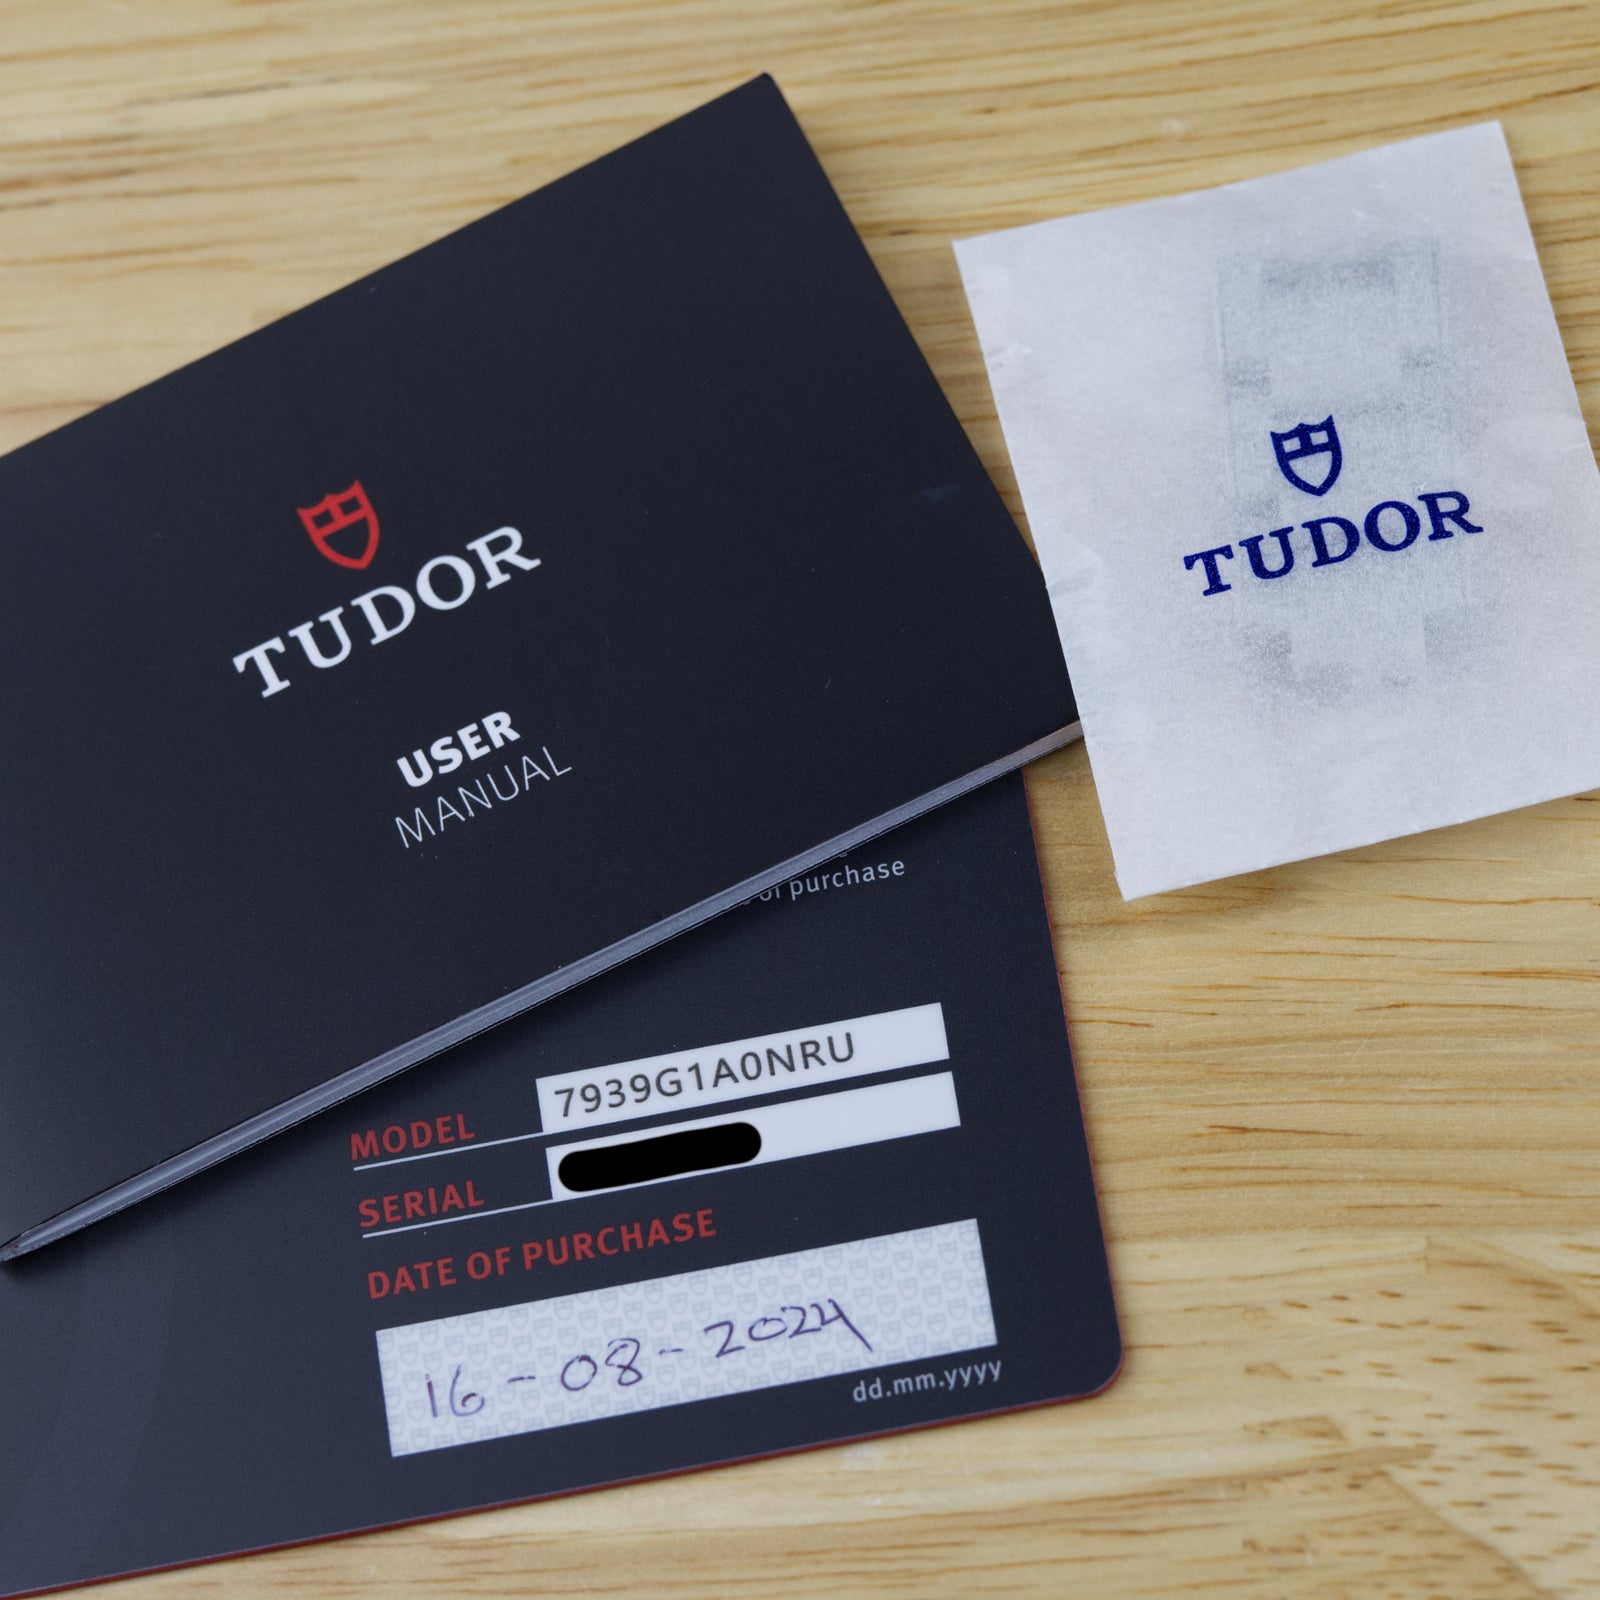 TUDOR
USER
MANUAL
TUDOR
of purchase
MODEL 7939G1A0NRU
SERIAL
DATE OF PURCHASE
16-08-2024
dd.mm.yyyy